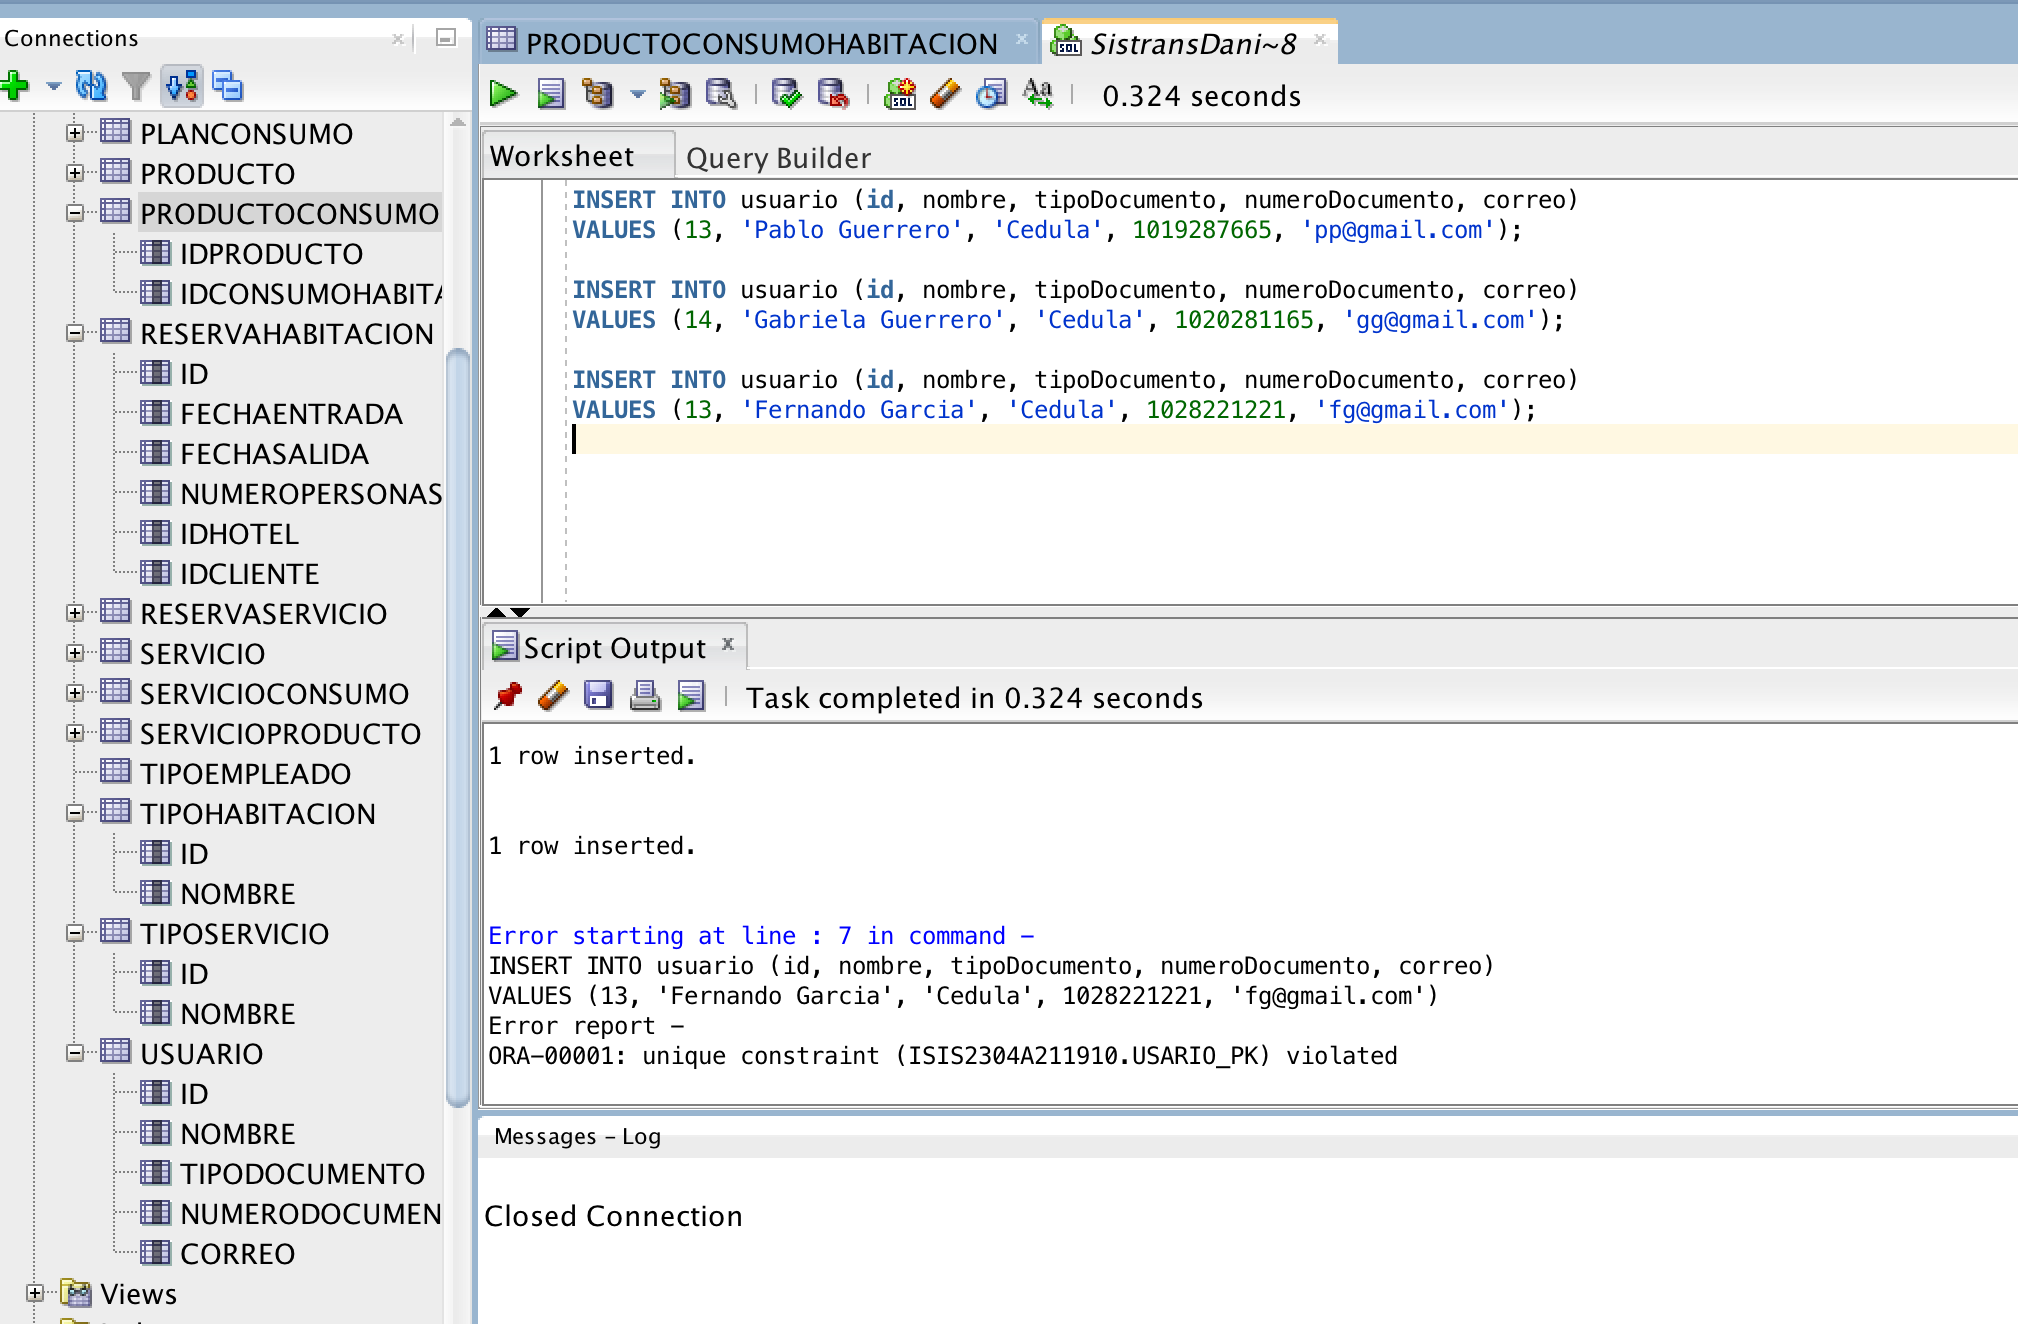 Connections
PLANCONSUMO
PRODUCTO
PRODUCTOCONSUMO
IDPRODUCTO
IDCONSUMOHABITA
RESERVAHABITACION
ID
FECHAENTRADA
FECHASALIDA
NUMEROPERSONAS
IDHOTEL
IDCLIENTE
RESERVASERVICIO
SERVICIO
SERVICIOCONSUMO
SERVICIOPRODUCTO
TIPOEMPLEADO
TIPOHABITACION
ID
NOMBRE
TIPOSERVICIO
ID
NOMBRE
USUARIO
ID
NOMBRE
TIPODOCUMENTO
NUMERODOCUMEN
CORREO
Views
PRODUCTOCONSUMOHABITACION
SistransDani~8
0.324 seconds
Worksheet
Query Builder
INSERT INTO usuario (id, nombre, tipoDocumento, numeroDocumento, correo)
VALUES (13, 'Pablo Guerrero', 'Cedula', 1019287665, 'pp@gmail.com');
INSERT INTO usuario (id, nombre, tipoDocumento, numeroDocumento, correo)
VALUES (14, 'Gabriela Guerrero', 'Cedula', 1020281165, 'gg@gmail.com');
INSERT INTO usuario (id, nombre, tipoDocumento, numeroDocumento, correo)
VALUES (13, 'Fernando Garcia', 'Cedula', 1028221221, 'fg@gmail.com');
Script Output
Task completed in 0.324 seconds
1 row inserted.
1 row inserted.
Error starting at line : 7 in command -
INSERT INTO usuario (id, nombre, tipoDocumento, numeroDocumento, correo)
VALUES (13, 'Fernando Garcia', 'Cedula', 1028221221, 'fg@gmail.com')
Error report -
ORA-00001: unique constraint (ISIS2304A211910.USARIO_PK) violated
Messages - Log
Closed Connection